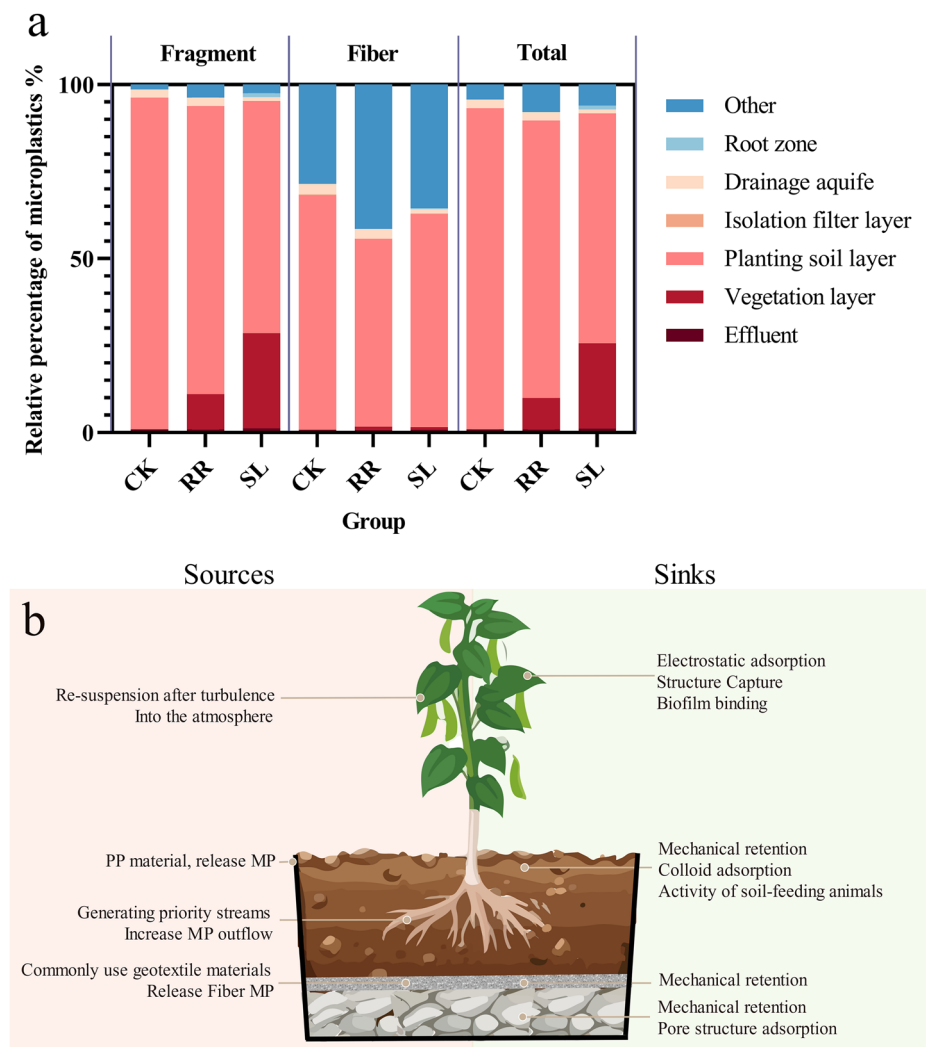 a
Fragment
Fiber
Total
Relative percentage of microplastics %
100
50
0
CK
RR
SL
CK
RR
SL
CK
RR
SL
Group
Other
Root zone
Drainage aquife
Isolation filter layer
Planting soil layer
Vegetation layer
Effluent
Sources
Sinks
b
Re-suspension after turbulence
Into the atmosphere
Electrostatic adsorption
Structure Capture
Biofilm binding
PP material, release MP
Mechanical retention
Colloid adsorption
Activity of soil-feeding animals
Generating priority streams
Increase MP outflow
Commonly use geotextile materials
Release Fiber MP
Mechanical retention
Mechanical retention
Pore structure adsorption